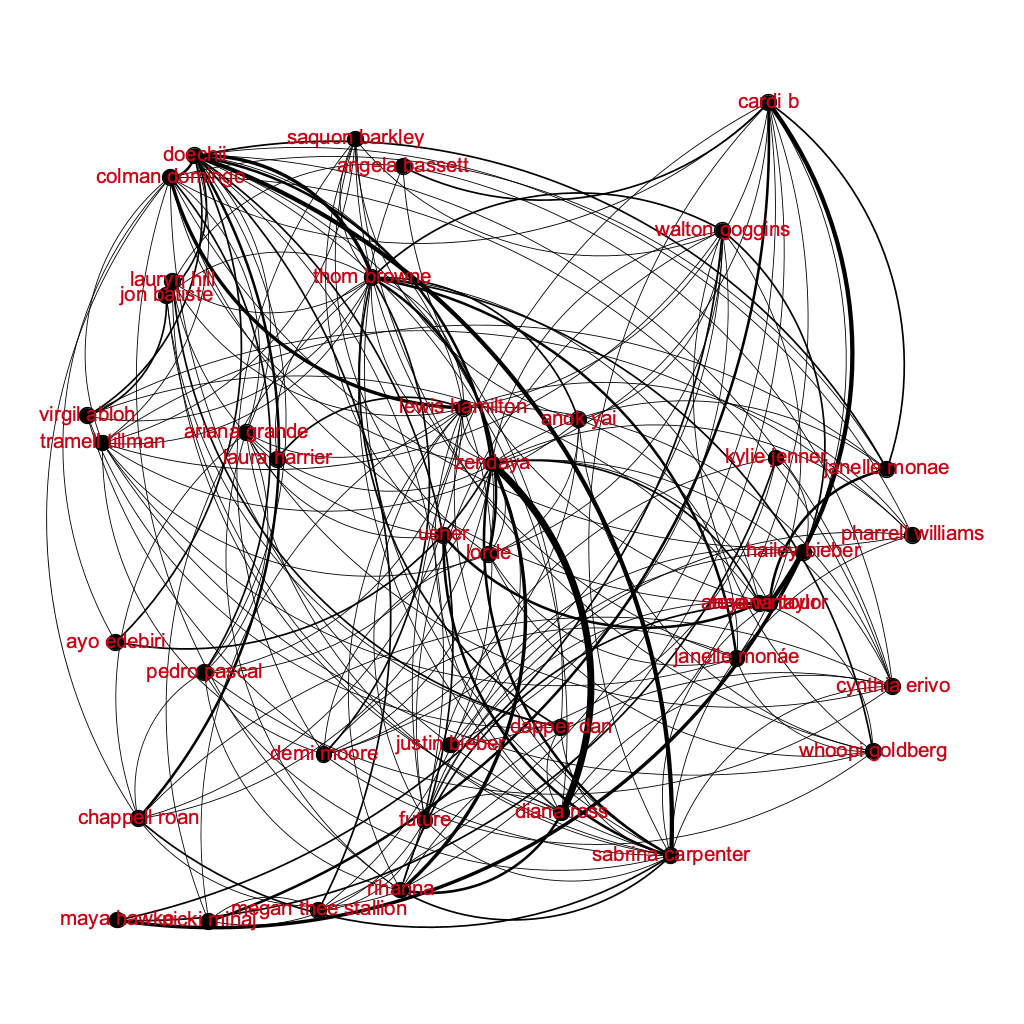 cardi b
saquon barkley
doechii
angela bassett
colman domingo
walton goggins
thom browne
lauryn hill
jon batiste
lewis hamilton
virgil abloh
anok yai
ariana grande
tramell tillman
laura harrier
kylie jenner
zendaya
janelle monae
usher
pharrell williams
lorde
hailey bieber
taylor
ayo edebiri
janelle monáe
pedro pascal
cynthia erivo
dapper dan
justin bieber
demi moore
whoopi goldberg
diana ross
chappell roan
future
sabrina carpenter
rihanna
megan thee stallion
maya hawke
nicki minaj